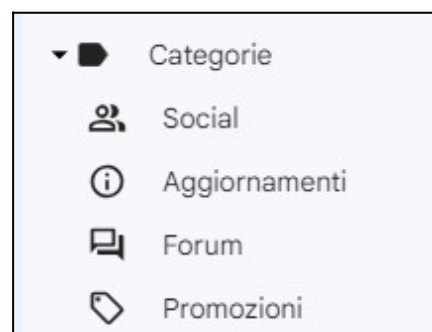 Categorie
Social
Aggiornamenti
Forum
Promozioni